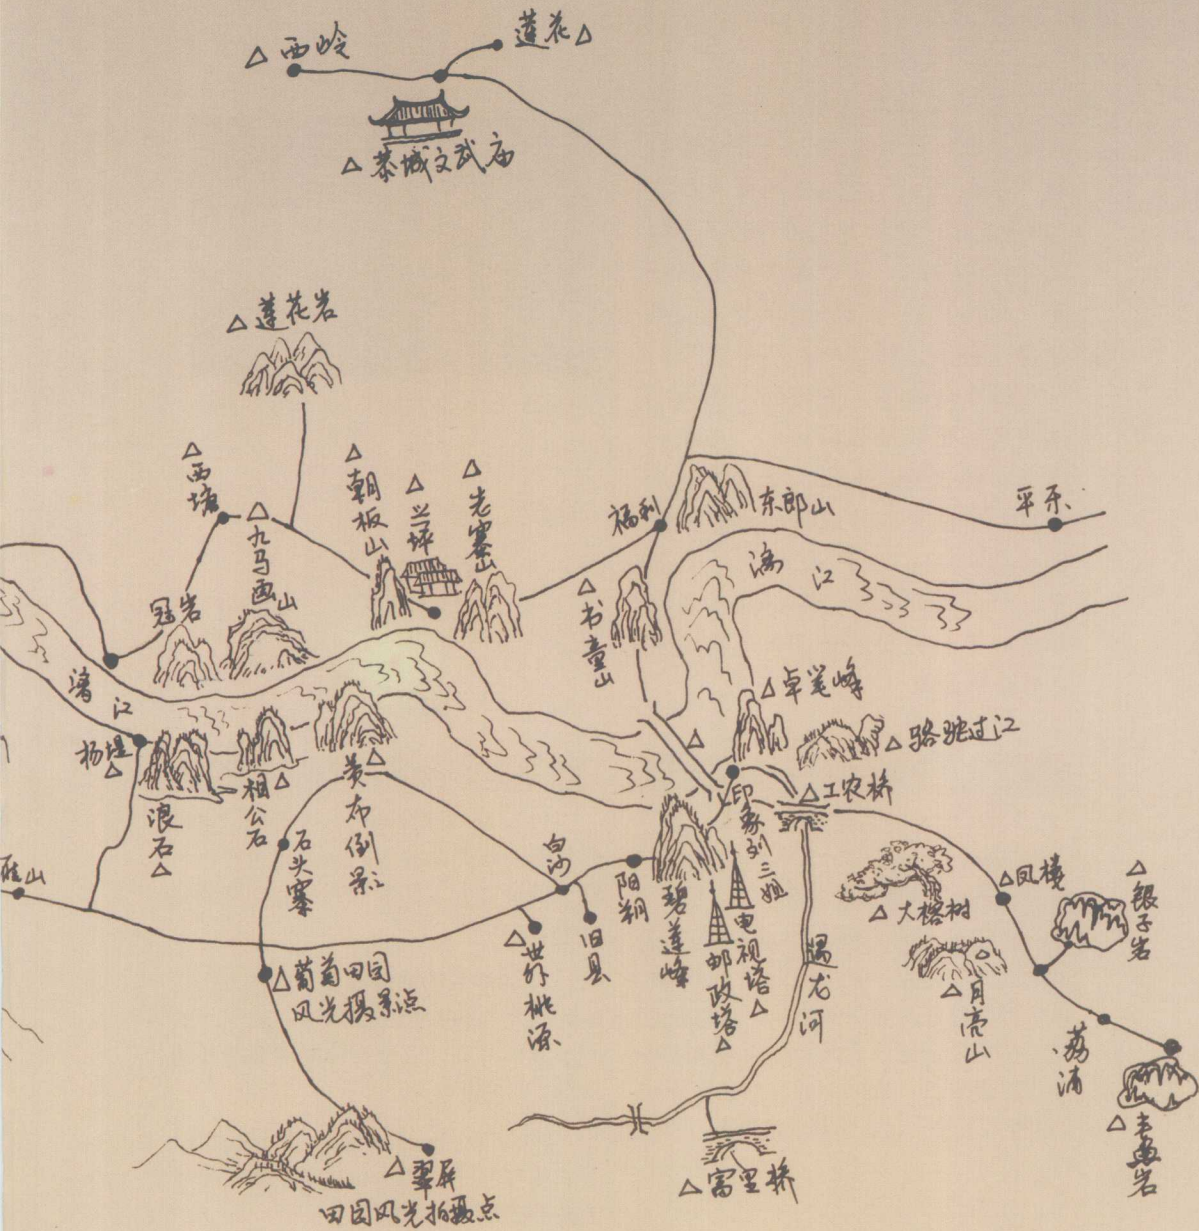 西岭
莲花
恭城文武庙
莲花岩
西塘
九马画山
朝板山
兴坪
老寨山
福利
东郎山
平乐
冠岩
书童山
漓江
漓江
杨堤
浪石
相公石
黄布倒影
石头寨
雁山
白沙
阳朔
碧莲峰
卓笔峰
骆驼过江
工农桥
印象刘三姐
电视塔
邮政塔
旧县
世外桃源
葡萄田园
风光摄影点
遇龙河
大榕树
月亮山
凤楼
银子岩
荔浦
丰鱼岩
富里桥
翠屏
田园风光拍摄点